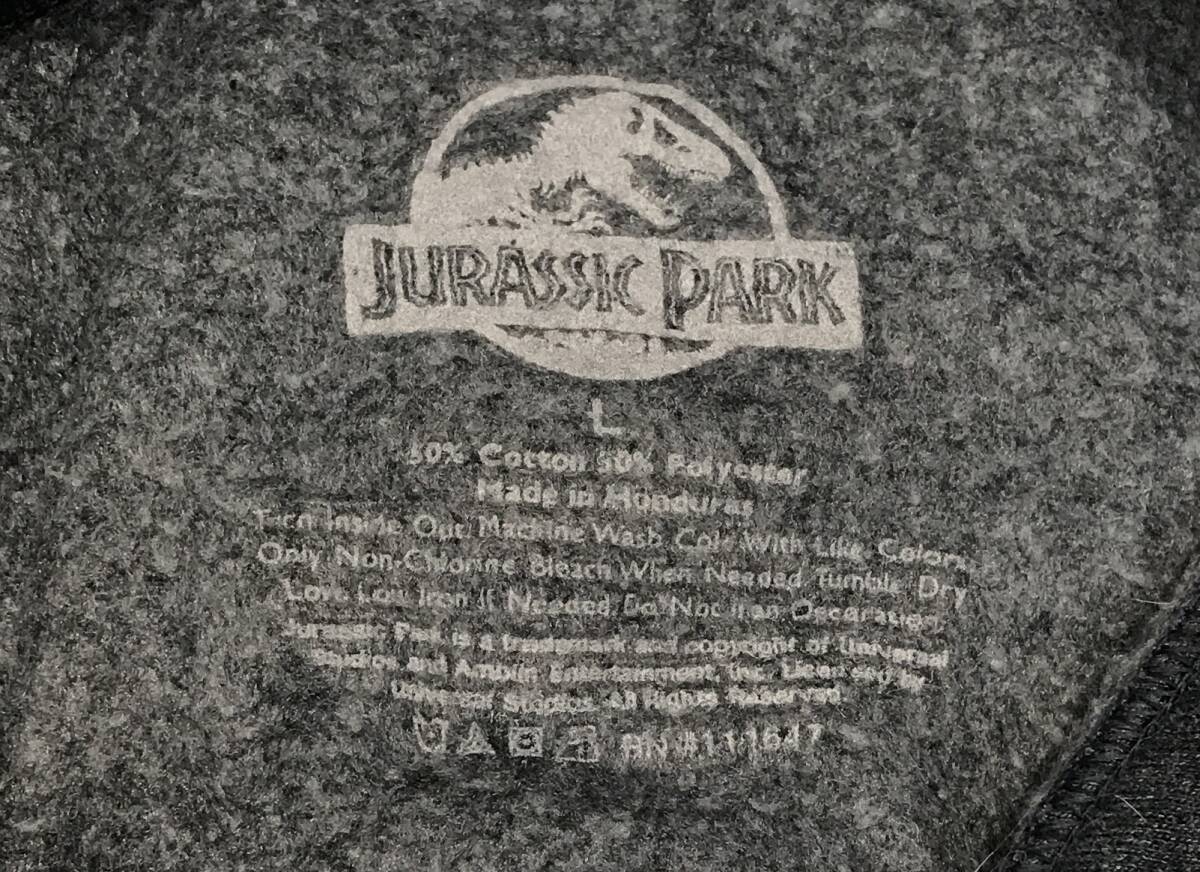 JURASSIC PARK
L
50% Cotton 50% Polyester
Made in Honduras
Turn Inside Out Machine Wash Cold With Like Colors
Only Non-Chlorine Bleach When Needed Tumble Dry
Low Low Iron If Needed Do Not Iron Decoration
Jurassic Park is a trademark and copyright of Universal
Studios and Amblin Entertainment, Inc. Licensed by
Universal Studios. All Rights Reserved.
RN #111647